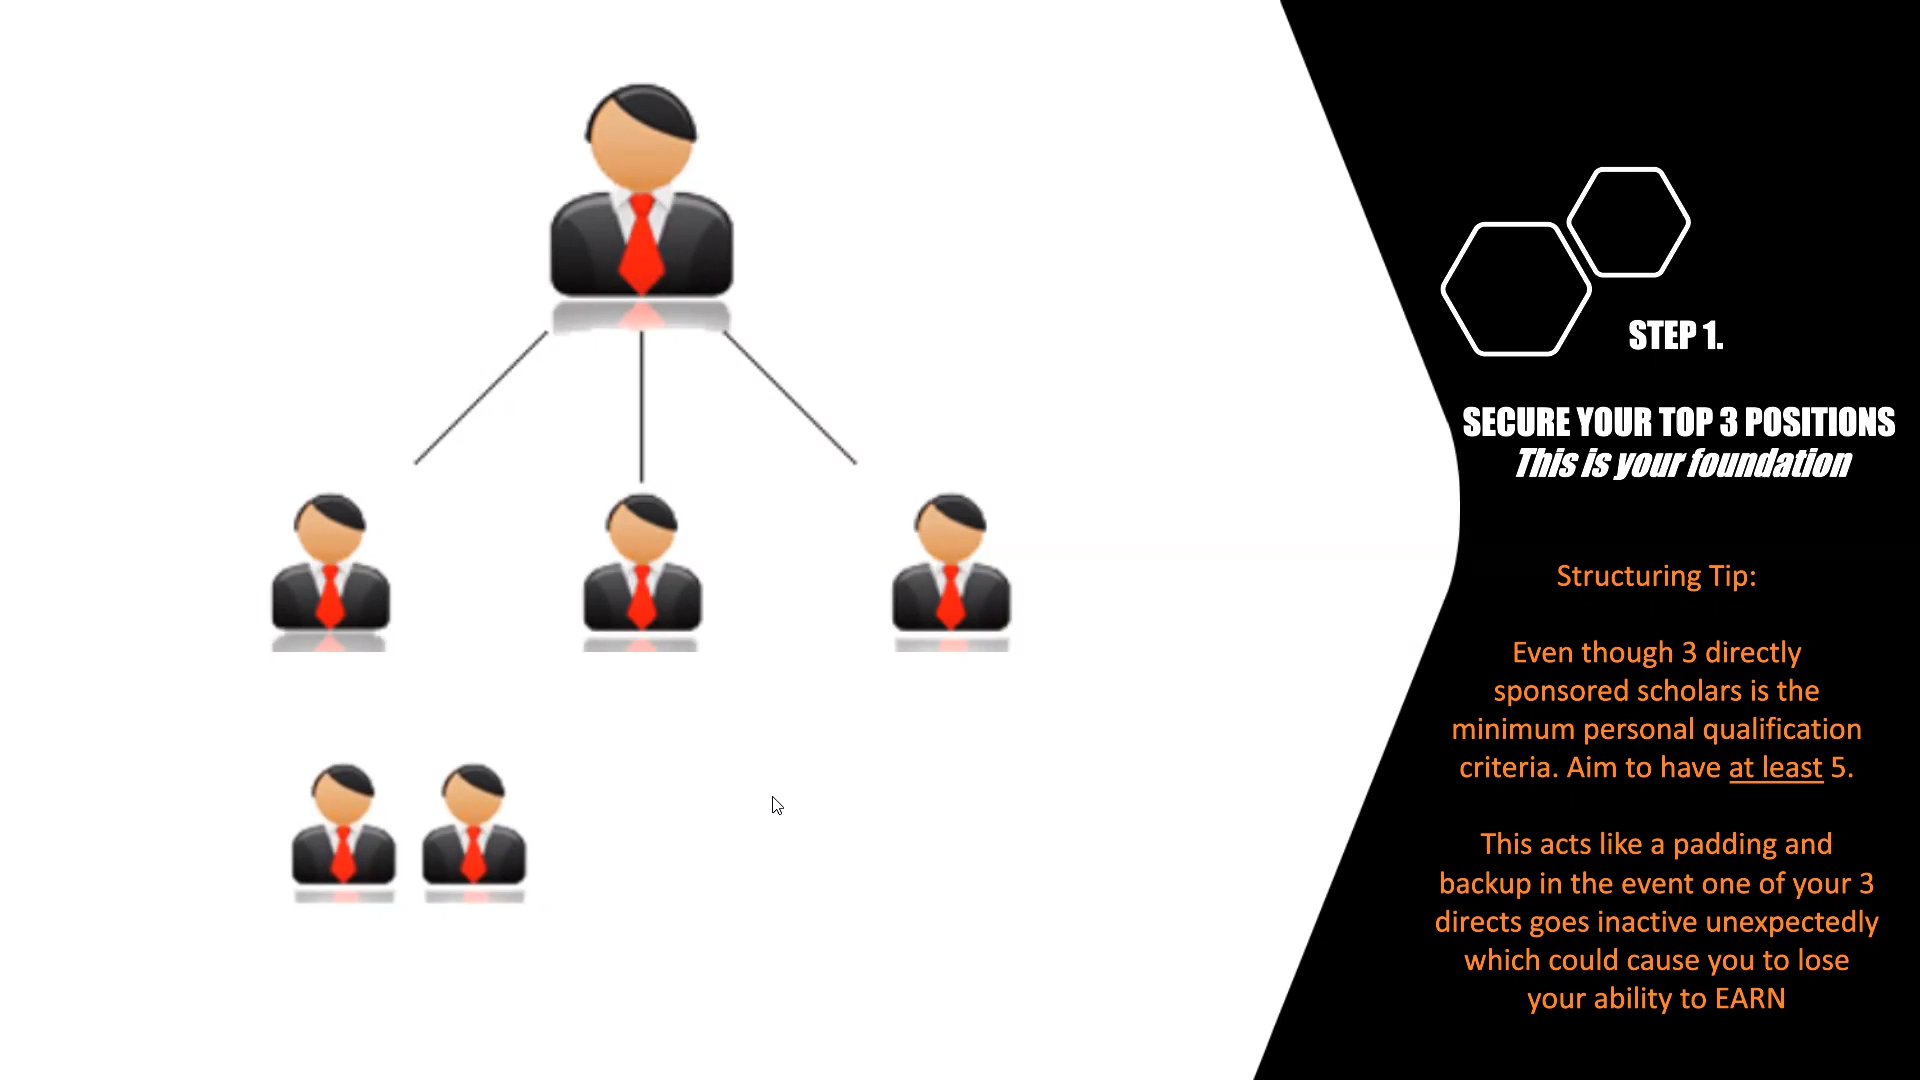 STEP 1.
SECURE YOUR TOP 3 POSITIONS
This is your foundation
Structuring Tip:
Even though 3 directly
sponsored scholars is the
minimum personal qualification
criteria. Aim to have at least 5.
This acts like a padding and
backup in the event one of your 3
directs goes inactive unexpectedly
which could cause you to lose
your ability to EARN